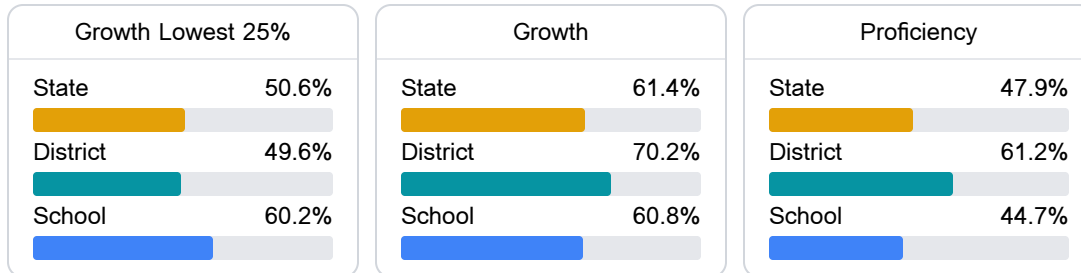 Growth Lowest 25%
State 50.6%
District 49.6%
School 60.2%
Growth
State 61.4%
District 70.2%
School 60.8%
Proficiency
State 47.9%
District 61.2%
School 44.7%